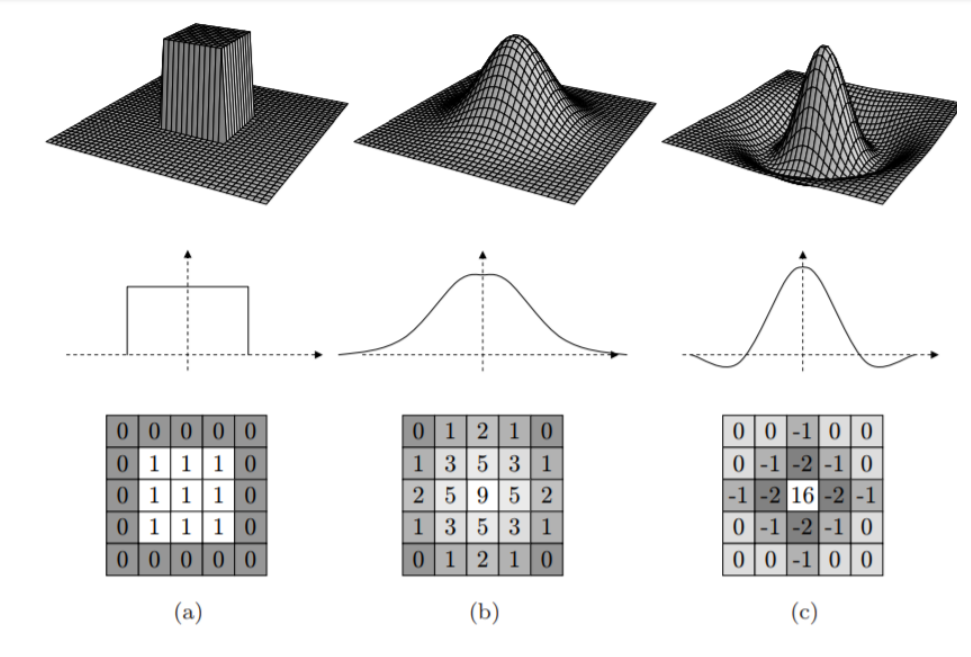 0 0 0 0 0
0 1 1 1 0
0 1 1 1 0
0 1 1 1 0
0 0 0 0 0
(a)
0 1 2 1 0
1 3 5 3 1
2 5 9 5 2
1 3 5 3 1
0 1 2 1 0
(b)
0 0 -1 0 0
0 -1 -2 -1 0
-1 -2 16 -2 -1
0 -1 -2 -1 0
0 0 -1 0 0
(c)